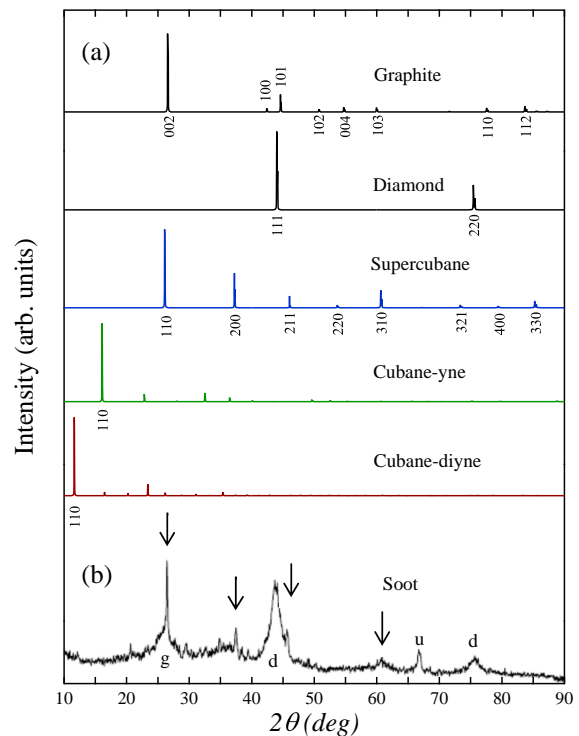 (a)
Graphite
002
100
101
102
004
103
110
112
Diamond
111
220
Supercubane
110
200
211
220
310
321
400
330
Cubane-yne
110
Cubane-diyne
110
(b)
Soot
g
d
u
d
10 20 30 40 50 60 70 80 90
2θ (deg)
Intensity (arb. units)